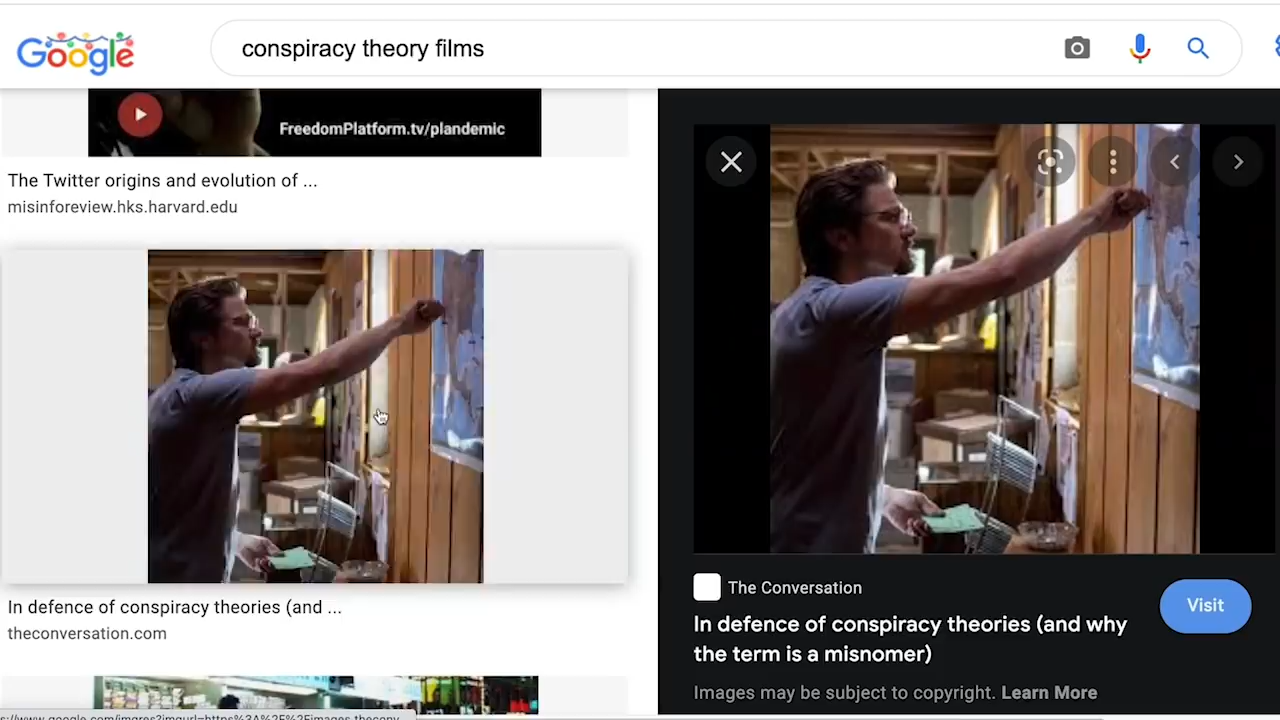 Google
conspiracy theory films
FreedomPlatform.tv/plandemic
The Twitter origins and evolution of ...
misinforeview.hks.harvard.edu
In defence of conspiracy theories (and ...
theconversation.com
The Conversation
In defence of conspiracy theories (and why
the term is a misnomer)
Visit
Images may be subject to copyright. Learn More